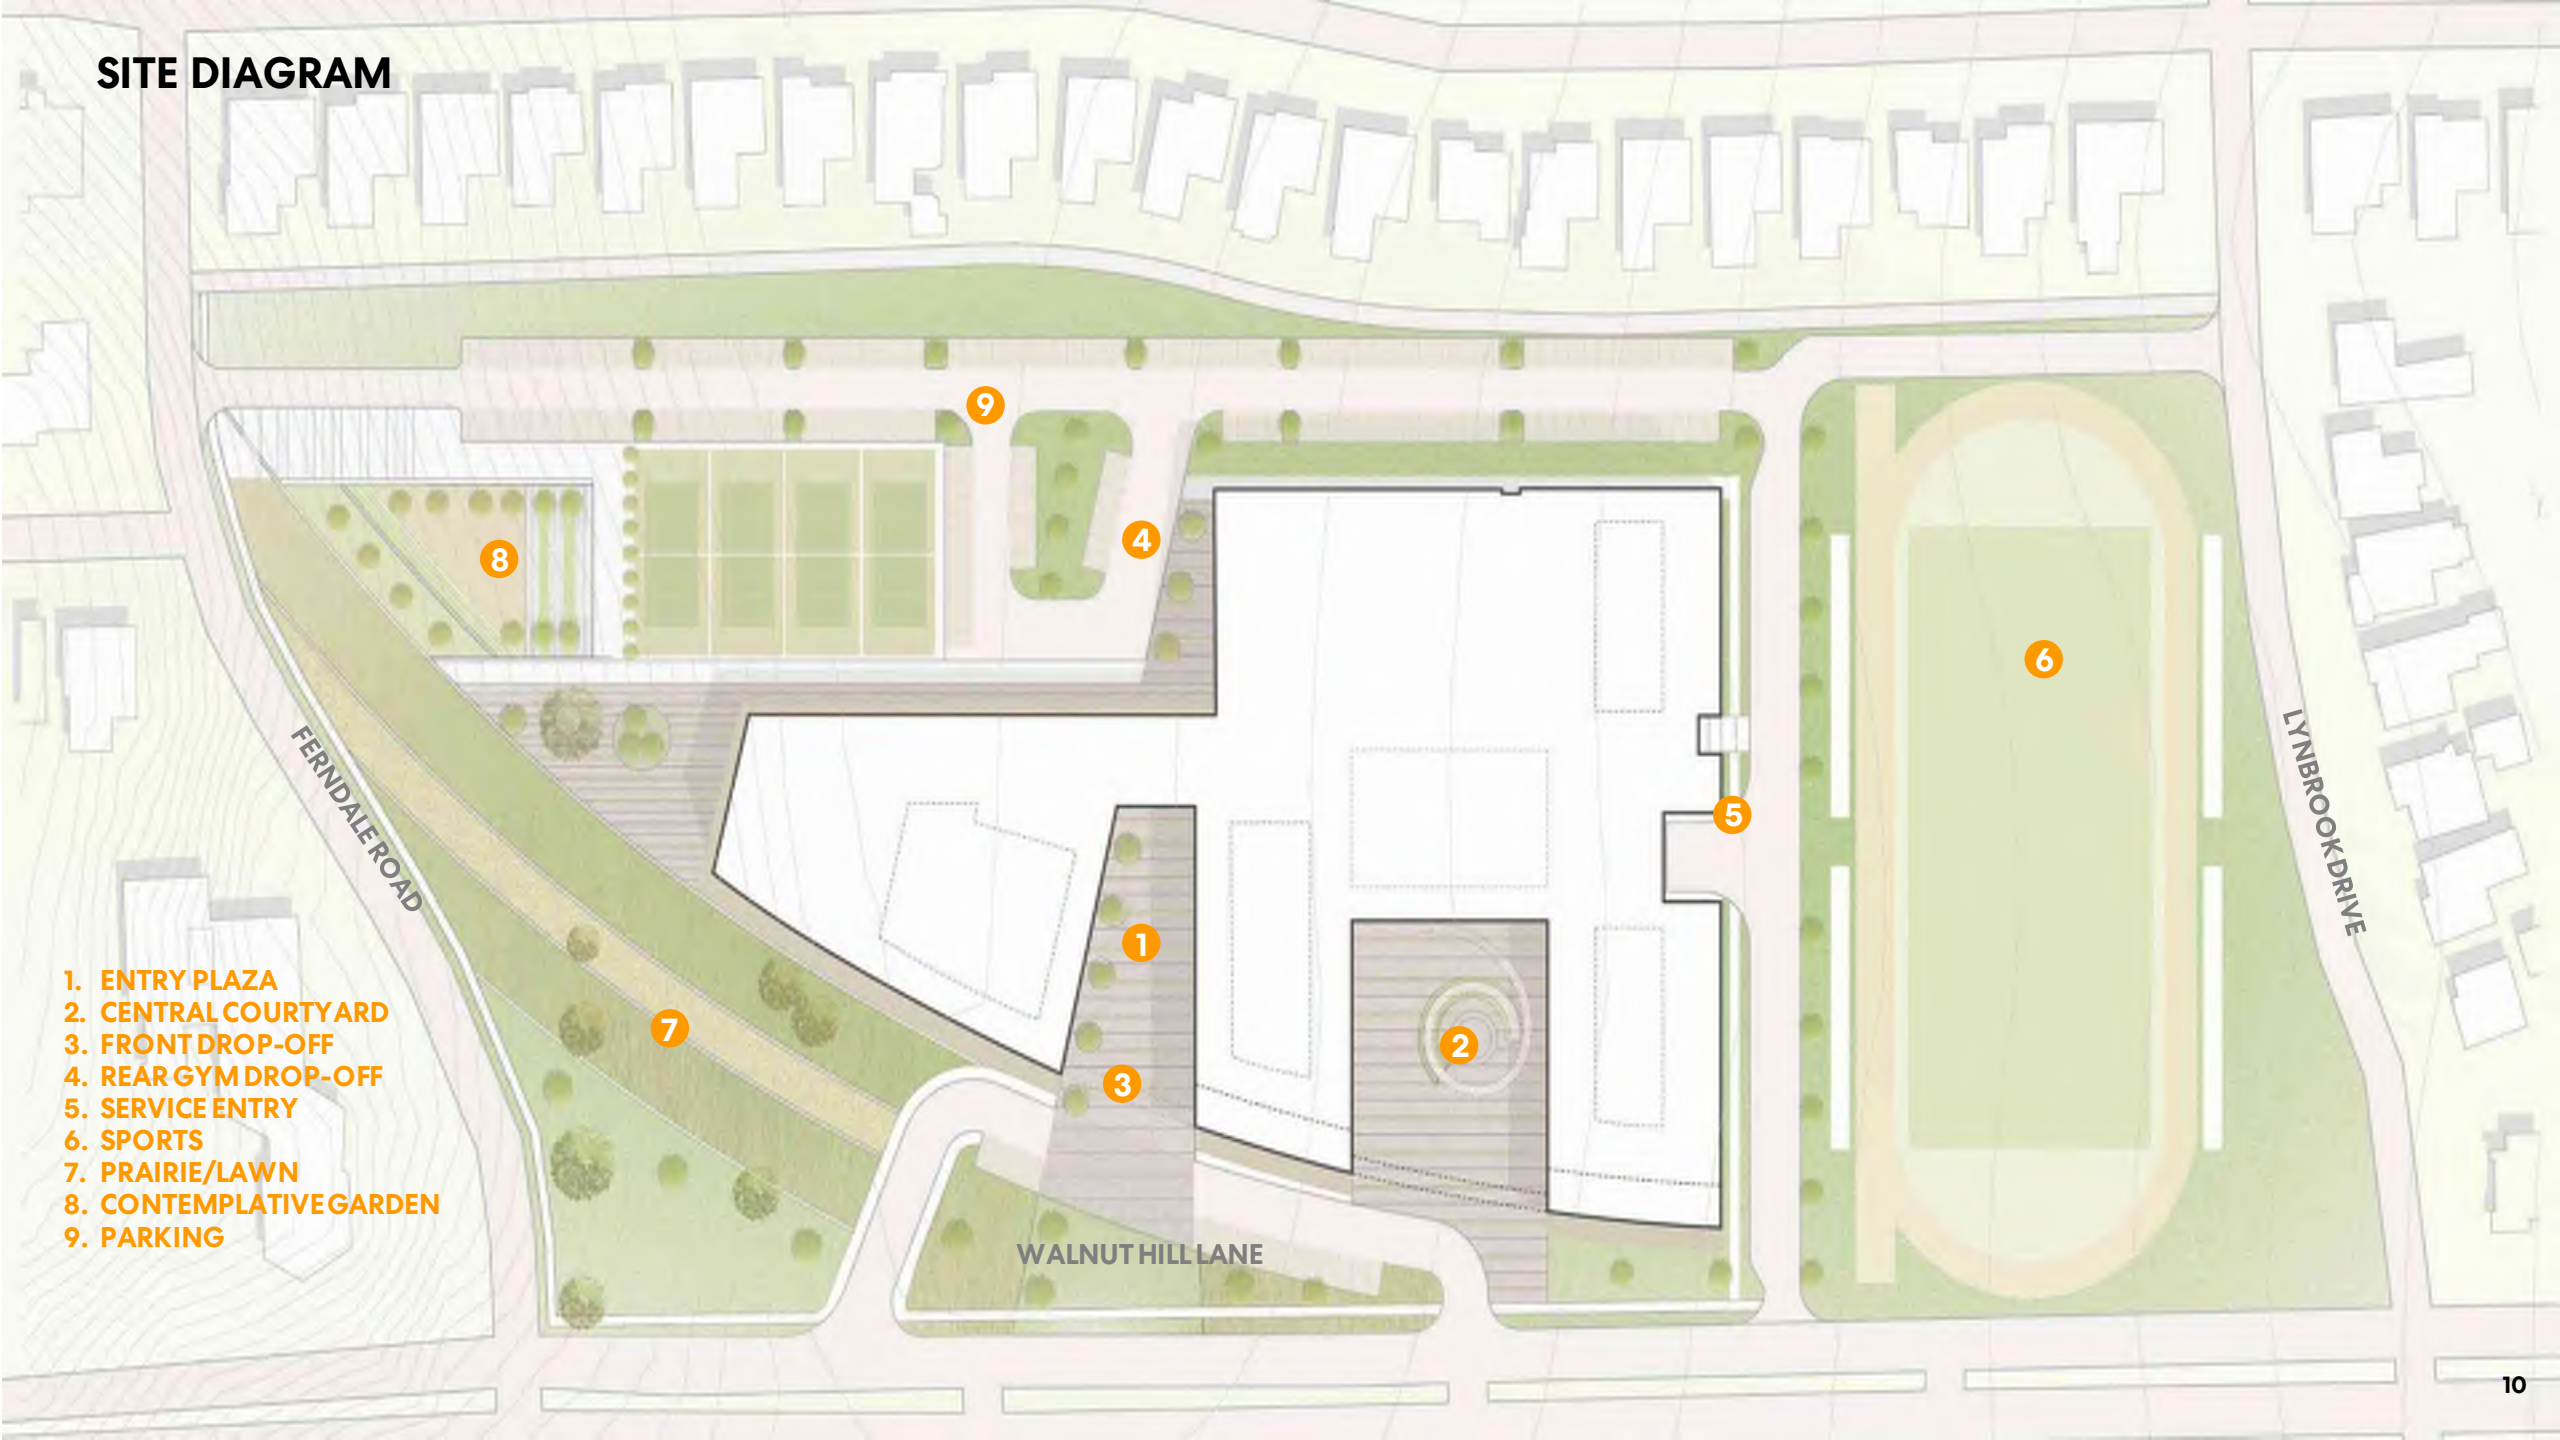 SITE DIAGRAM
9
4
8
6
FERNDALE ROAD
LYNBROOK DRIVE
5
1
7
2
3
1. ENTRY PLAZA
2. CENTRAL COURTYARD
3. FRONT DROP-OFF
4. REAR GYM DROP-OFF
5. SERVICE ENTRY
6. SPORTS
7. PRAIRIE/LAWN
8. CONTEMPLATIVE GARDEN
9. PARKING
WALNUT HILL LANE
10